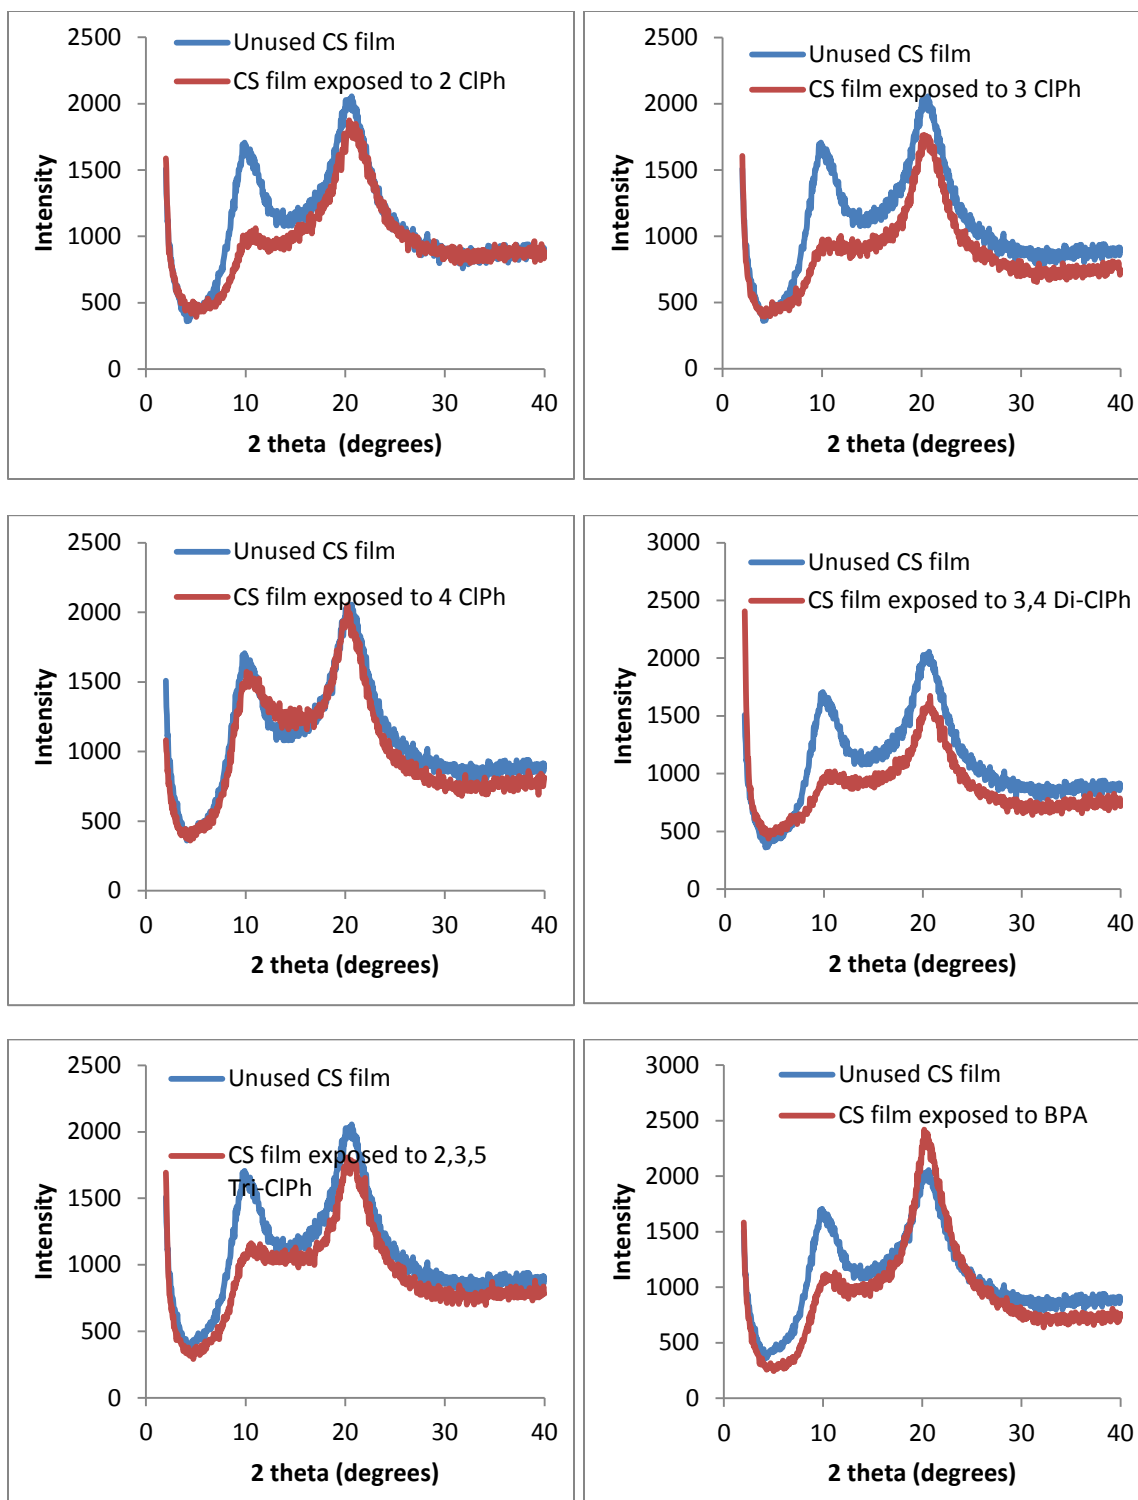 2500
2000
1500
1000
500
0
Intensity
Unused CS film
CS film exposed to 2 ClPh
0 10 20 30 40
2 theta  (degrees)
2500
2000
1500
1000
500
0
Intensity
Unused CS film
CS film exposed to 3 ClPh
0 10 20 30 40
2 theta (degrees)
2500
2000
1500
1000
500
0
Intensity
Unused CS film
CS film exposed to 4 ClPh
0 10 20 30 40
2 theta (degrees)
3000
2500
2000
1500
1000
500
0
Intensity
Unused CS film
CS film exposed to 3,4 Di-ClPh
0 10 20 30 40
2 theta (degrees)
2500
2000
1500
1000
500
0
Intensity
Unused CS film
CS film exposed to 2,3,5
Tri-ClPh
0 10 20 30 40
2 theta (degrees)
3000
2500
2000
1500
1000
500
0
Intensity
Unused CS film
CS film exposed to BPA
0 10 20 30 40
2 theta (degrees)